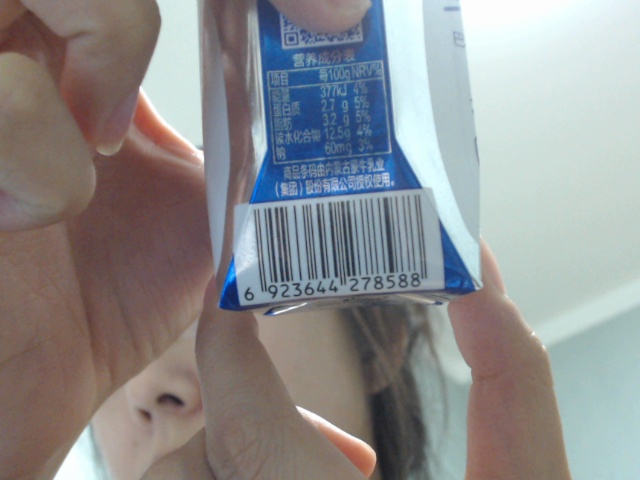 营养成分表
项目 每100g NRV%
能量 377kJ 4%
蛋白质 2.7 g 5%
脂肪 3.2 g 5%
碳水化合物 12.5g 4%
钠 60mg 3%
商品条码由内蒙古蒙牛乳业
（集团）股份有限公司授权使用。
6 923644 278588